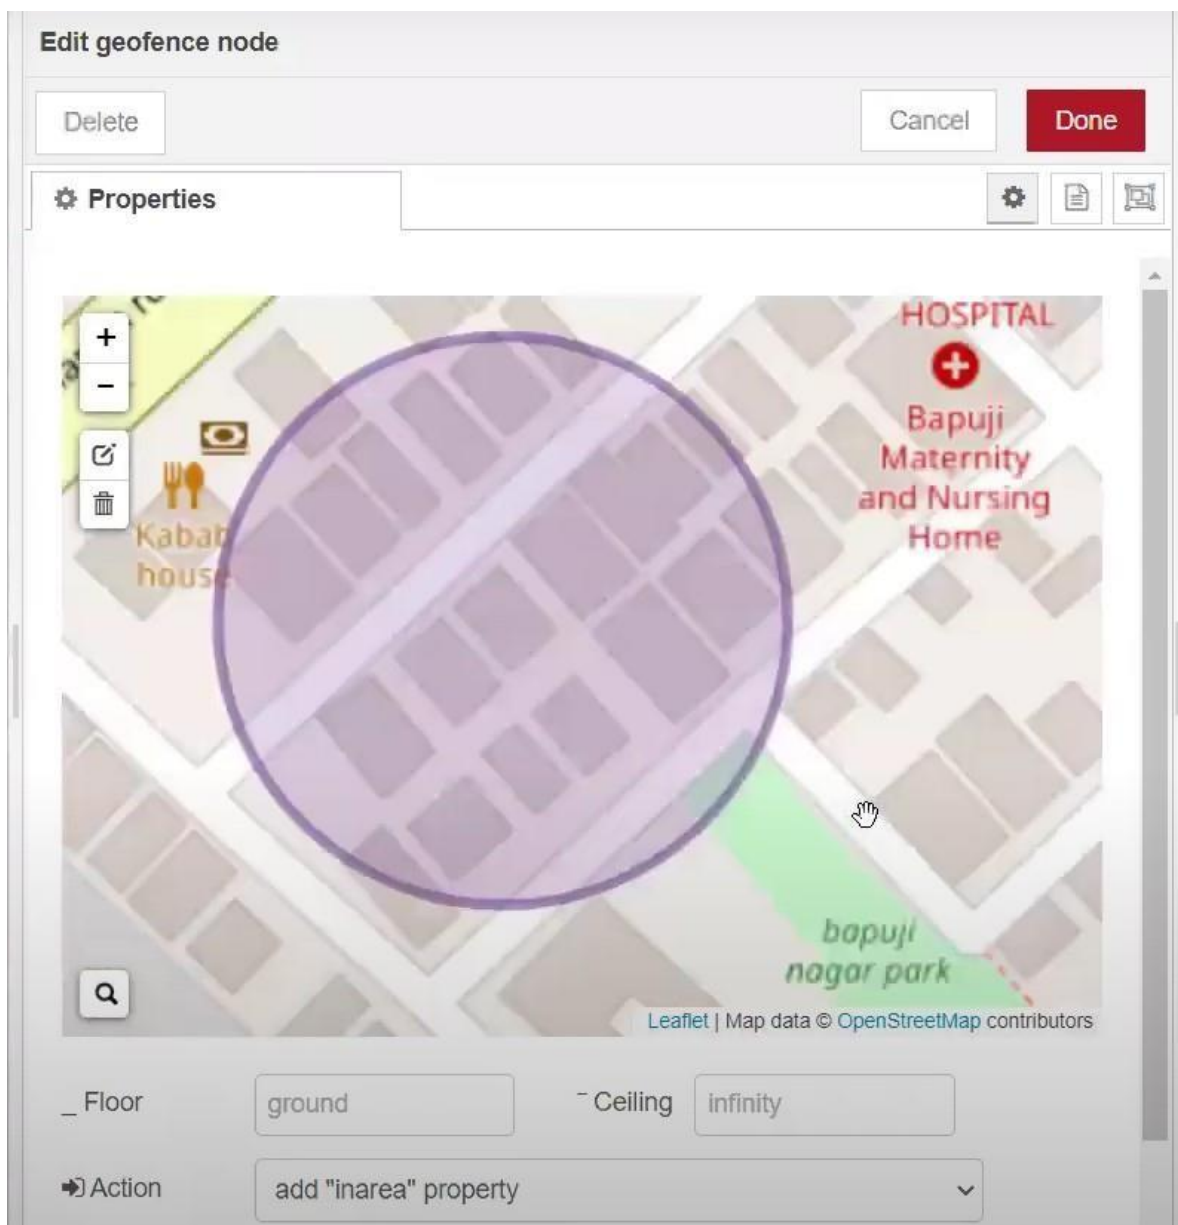 Edit geofence node
Delete
Cancel
Done
Properties
+
−
HOSPITAL
Bapuji
Maternity
and Nursing
Home
Kabab
house
bapuji
nagar park
Leaflet | Map data © OpenStreetMap contributors
_ Floor
ground
¯ Ceiling
infinity
Action
add "inarea" property